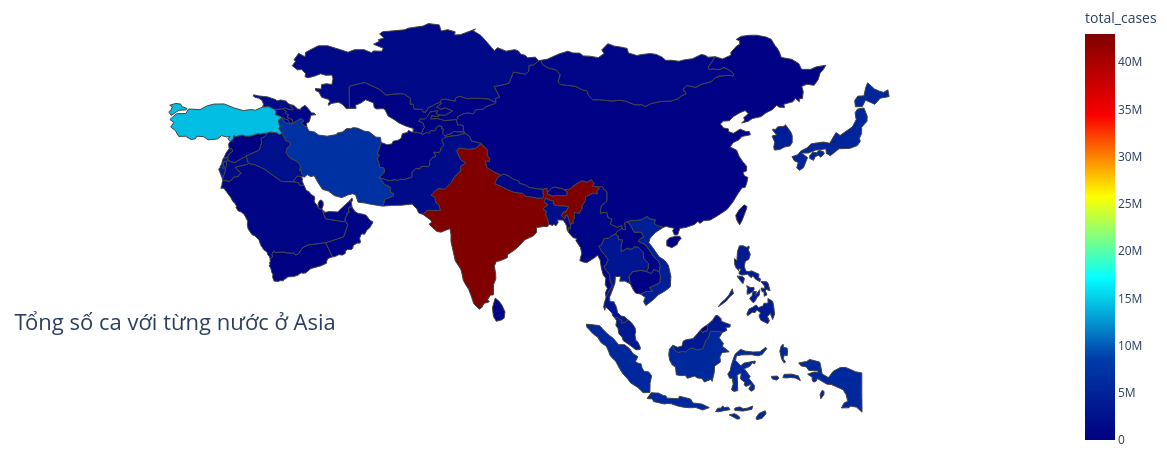 total_cases
40M
35M
30M
25M
20M
15M
10M
5M
0
Tổng số ca với từng nước ở Asia